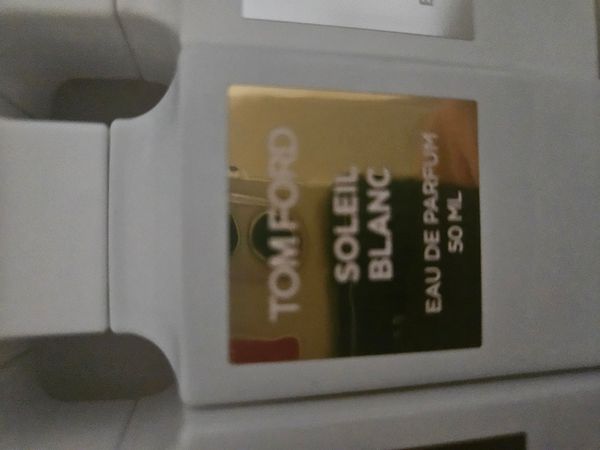 TOM FORD
SOLEIL
BLANC
EAU DE PARFUM
50 ML